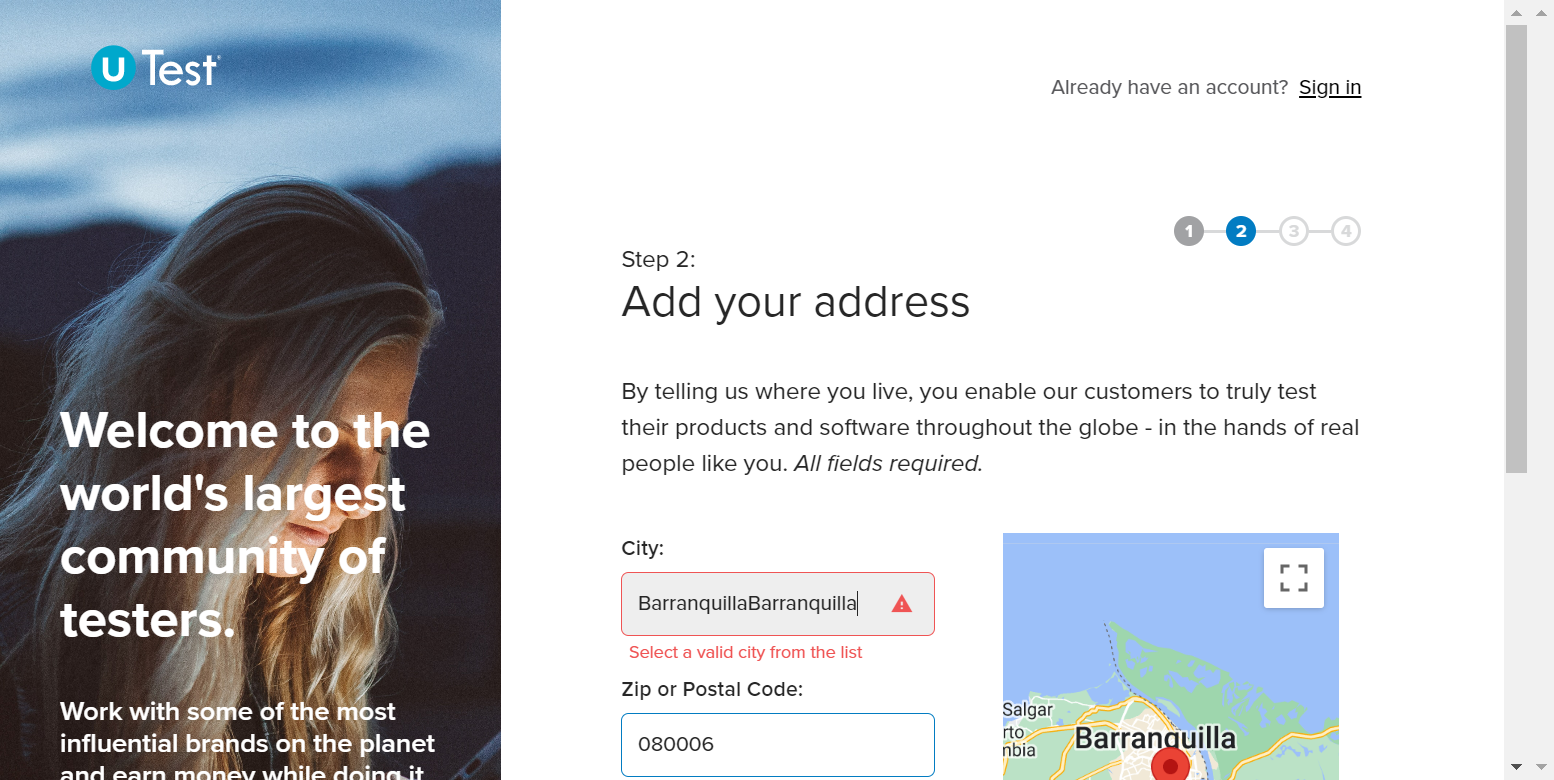 uTest
Already have an account? Sign in
1 2 3 4
Step 2:
Add your address
By telling us where you live, you enable our customers to truly test
their products and software throughout the globe - in the hands of real
people like you. All fields required.
City:
BarranquillaBarranquilla
Select a valid city from the list
Zip or Postal Code:
080006
Salgar
rto
nbia
Barranquilla
Welcome to the
world's largest
community of
testers.
Work with some of the most
influential brands on the planet
and earn money while doing it